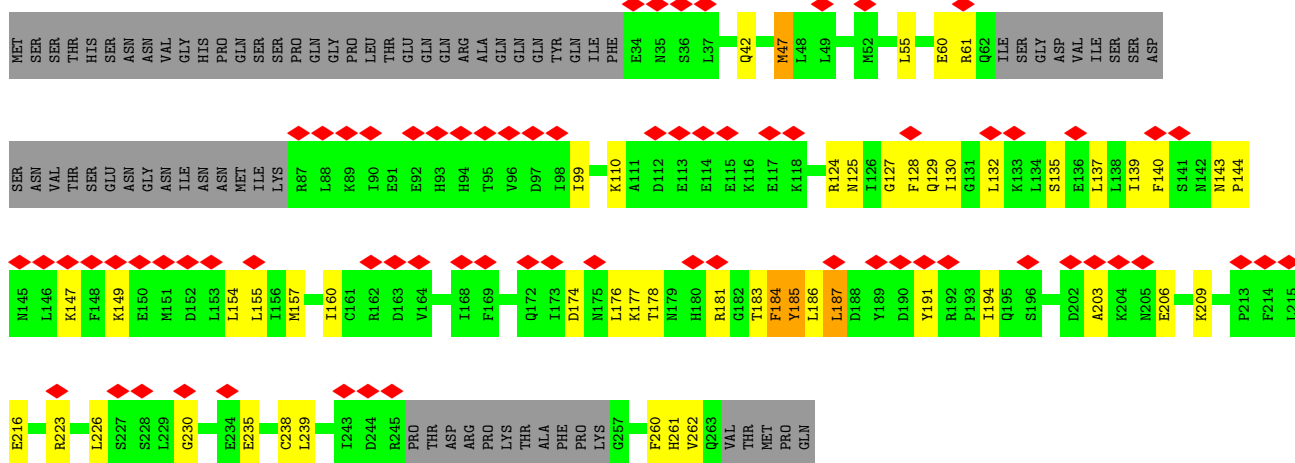 MET SER SER THR HIS SER ASN ASN VAL GLY HIS PRO GLN SER SER PRO GLN GLY PRO LEU THR GLU GLN GLN ARG ALA GLN GLN GLN TYR GLN ILE PHE E34 N35 S36 L37 Q42 M47 L48 L49 M52 L55 E60 R61 Q62 ILE SER GLY ASP VAL ILE SER SER ASP
SER ASN VAL THR SER GLU ASN GLY ASN ILE ASN ASN MET ILE LYS R87 L88 K89 I90 E91 E92 H93 H94 T95 V96 D97 I98 I99 K110 A111 D112 E113 E114 E115 K116 E117 K118 R124 N125 I126 G127 F128 Q129 I130 G131 L132 K133 L134 S135 E136 L137 L138 I139 F140 S141 N142 N143 P144
N145 L146 K147 F148 K149 E150 M151 D152 L153 L154 L155 I156 M157 I160 C161 R162 D163 V164 I168 F169 Q172 I173 D174 N175 L176 K177 T178 N179 H180 R181 G182 T183 F184 Y185 L186 L187 D188 Y189 D190 Y191 R192 P193 I194 Q195 S196 D202 A203 K204 N205 E206 K209 P213 F214 L215
E216 R223 L226 S227 S228 L229 G230 E234 E235 C238 L239 I243 D244 R245 PRO THR ASP ARG PRO LYS THR ALA PHE PRO LYS G257 F260 H261 V262 Q263 VAL THR MET PRO GLN